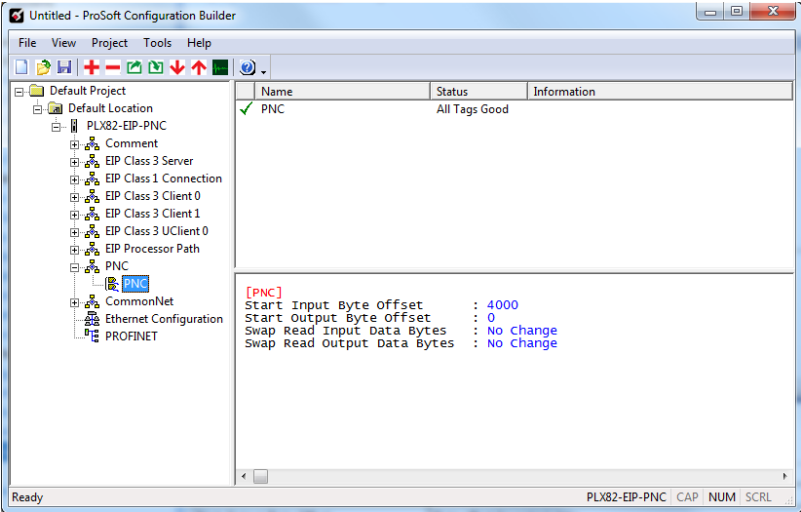 Untitled - ProSoft Configuration Builder
File View Project Tools Help
Default Project
Default Location
PLX82-EIP-PNC
Comment
EIP Class 3 Server
EIP Class 1 Connection
EIP Class 3 Client 0
EIP Class 3 Client 1
EIP Class 3 UClient 0
EIP Processor Path
PNC
PNC
CommonNet
Ethernet Configuration
PROFINET
Name Status Information
PNC All Tags Good
[PNC]
Start Input Byte Offset : 4000
Start Output Byte Offset : 0
Swap Read Input Data Bytes : No Change
Swap Read Output Data Bytes : No Change
Ready PLX82-EIP-PNC CAP NUM SCRL